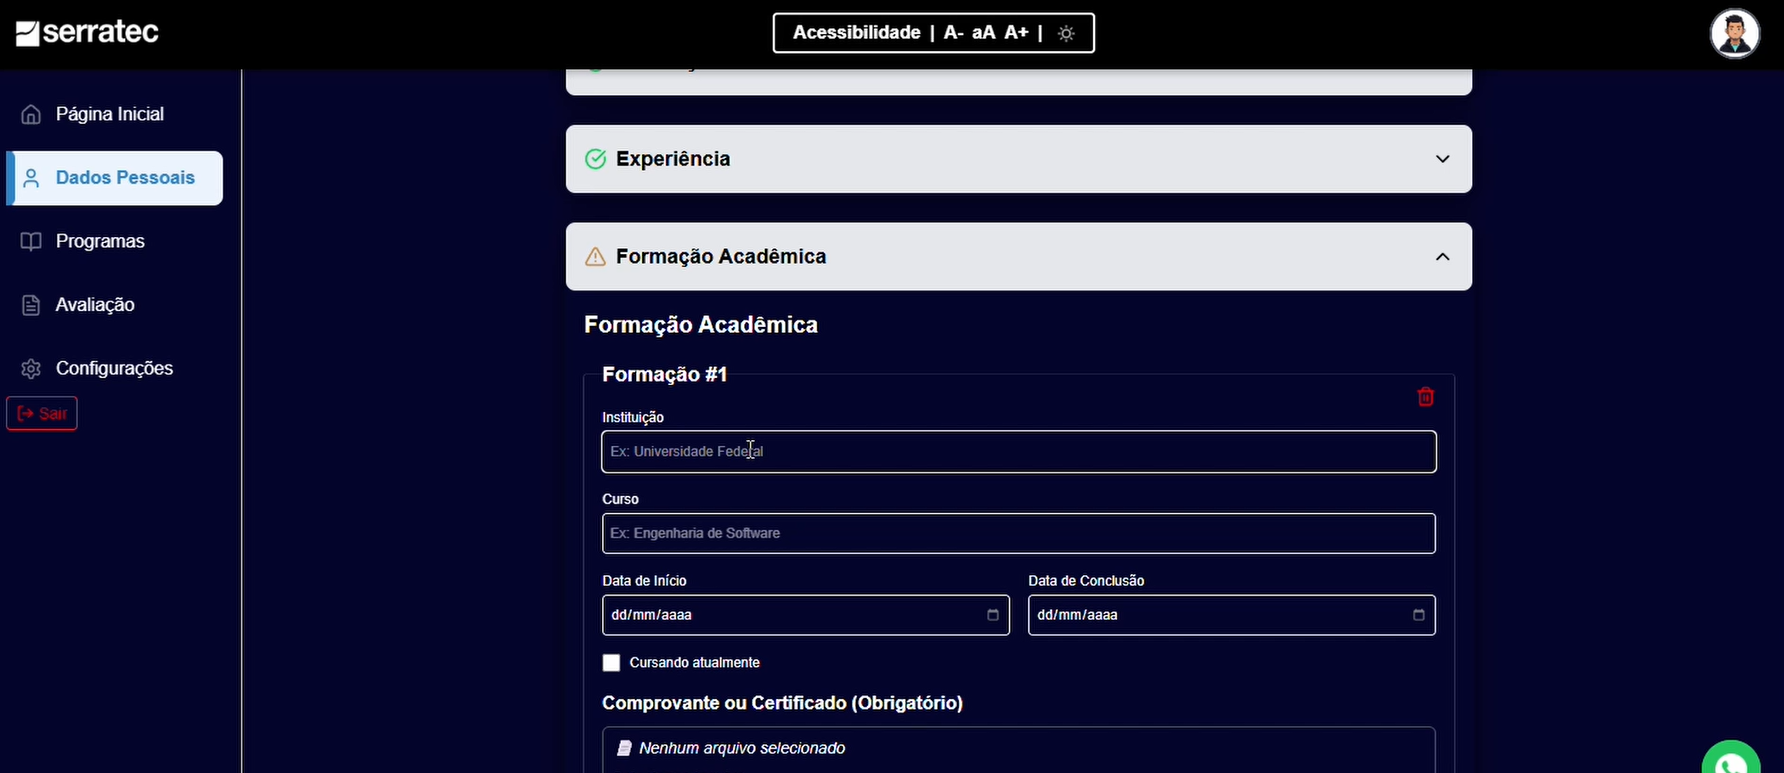 serratec
Acessibilidade | A- aA A+ |
Página Inicial
Dados Pessoais
Programas
Avaliação
Configurações
Sair
Experiência
Formação Acadêmica
Formação Acadêmica
Formação #1
Instituição
Ex: Universidade Federal
Curso
Ex: Engenharia de Software
Data de Início
Data de Conclusão
dd/mm/aaaa
dd/mm/aaaa
Cursando atualmente
Comprovante ou Certificado (Obrigatório)
Nenhum arquivo selecionado